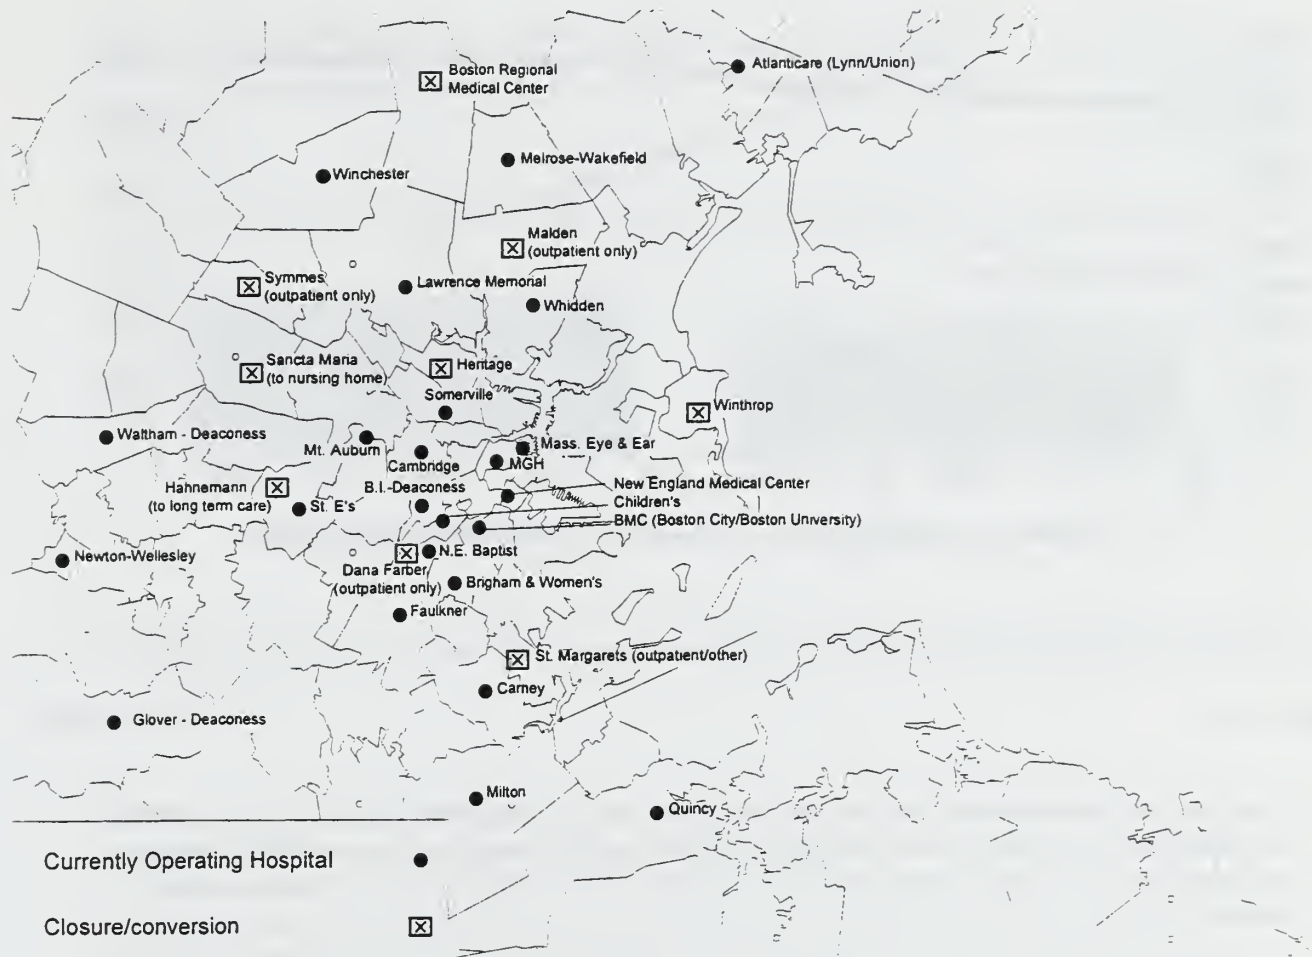 Boston Regional
Medical Center
Atlanticare (Lynn/Union)
Melrose-Wakefield
Winchester
Malden
(outpatient only)
Symmes
(outpatient only)
Lawrence Memorial
Whidden
Sancta Maria
(to nursing home)
Heritage
Somerville
Winthrop
Waltham - Deaconess
Mt. Auburn
Mass. Eye & Ear
Cambridge
MGH
Hahnemann
(to long term care)
B.I.-Deaconess
New England Medical Center
Children's
St. E's
BMC (Boston City/Boston University)
Newton-Wellesley
N.E. Baptist
Dana Farber
(outpatient only)
Brigham & Women's
Faulkner
St. Margarets (outpatient/other)
Carney
Glover - Deaconess
Milton
Quincy
Currently Operating Hospital
Closure/conversion